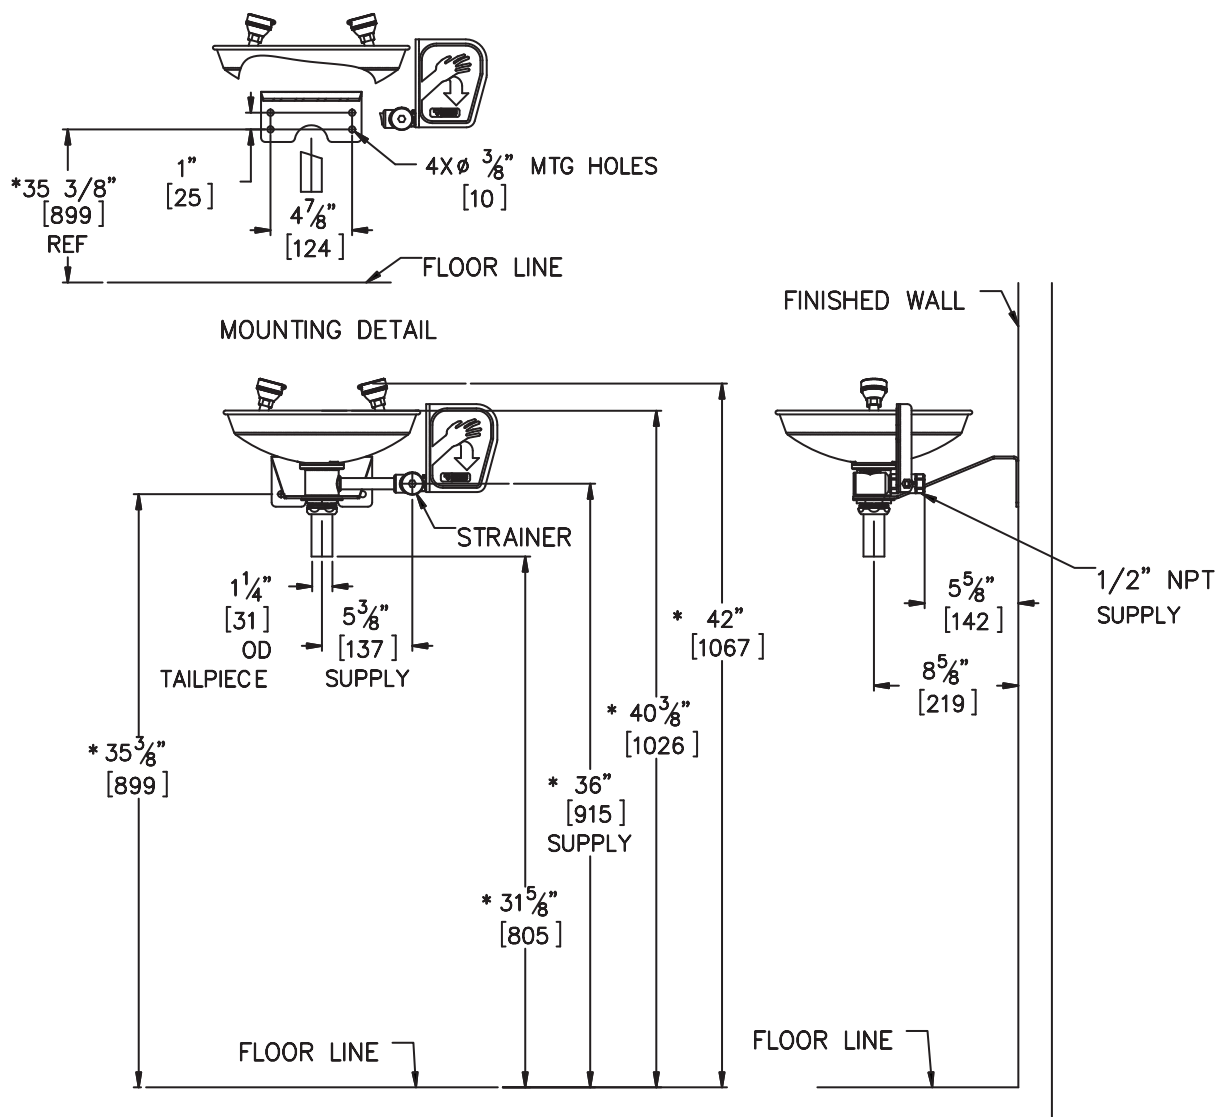 1"
[25]
*35 3/8"
[899]
REF
4 7/8"
[124]
4X ø 3/8" MTG HOLES
[10]
FLOOR LINE
MOUNTING DETAIL
FINISHED WALL
STRAINER
1 1/4"
[31]
OD
TAILPIECE
5 3/8"
[137]
SUPPLY
* 42"
[1067]
* 40 3/8"
[1026]
* 35 3/8"
[899]
* 36"
[915]
SUPPLY
* 31 5/8"
[805]
FLOOR LINE
1/2" NPT
SUPPLY
5 5/8"
[142]
8 5/8"
[219]
FLOOR LINE